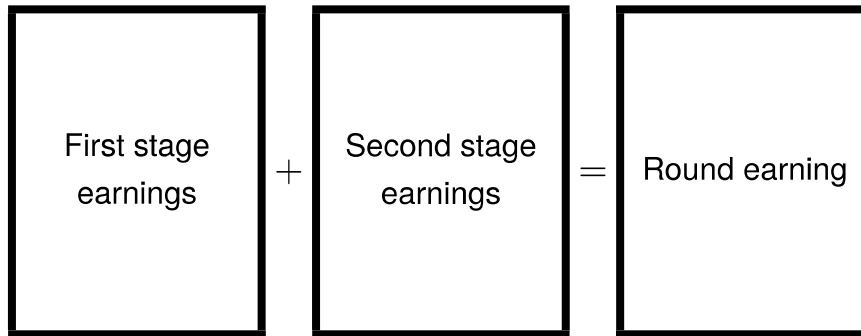 First stage
earnings
+
Second stage
earnings
=
Round earning